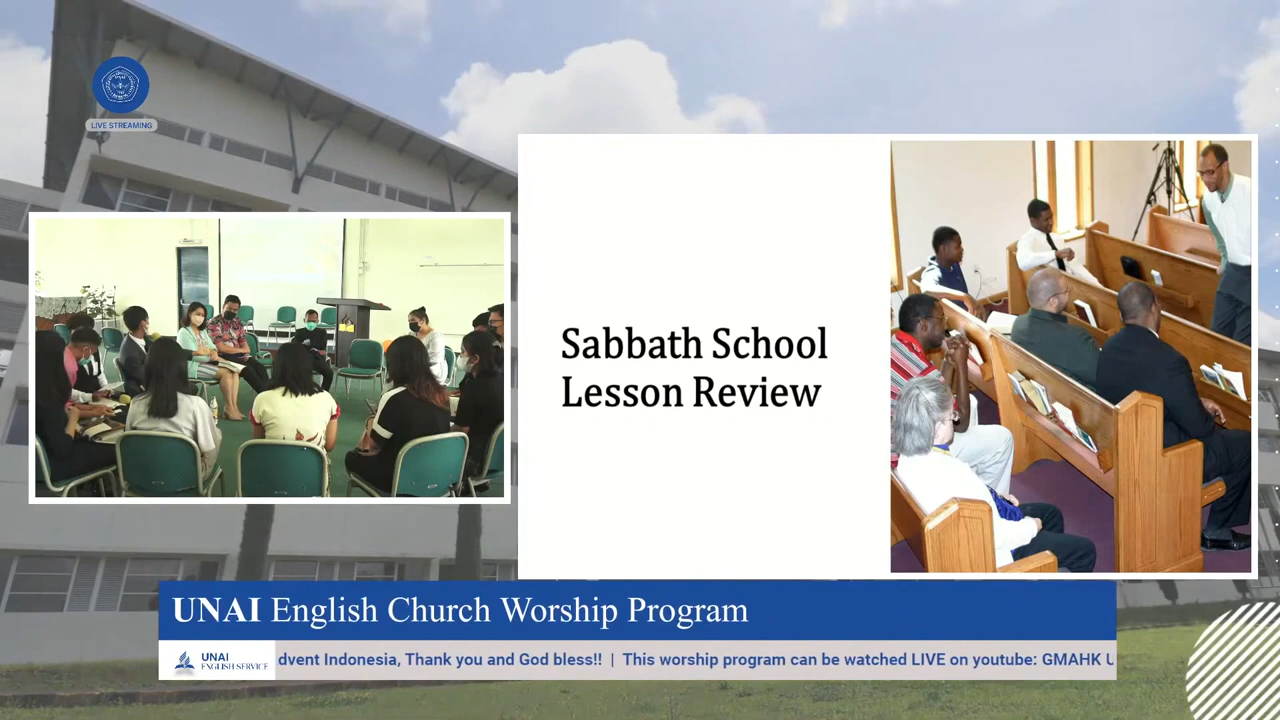 LIVE STREAMING
Sabbath School
Lesson Review
UNAI English Church Worship Program
UNAI
ENGLISH SERVICE
dvent Indonesia, Thank you and God bless!! | This worship program can be watched LIVE on youtube: GMAHK U